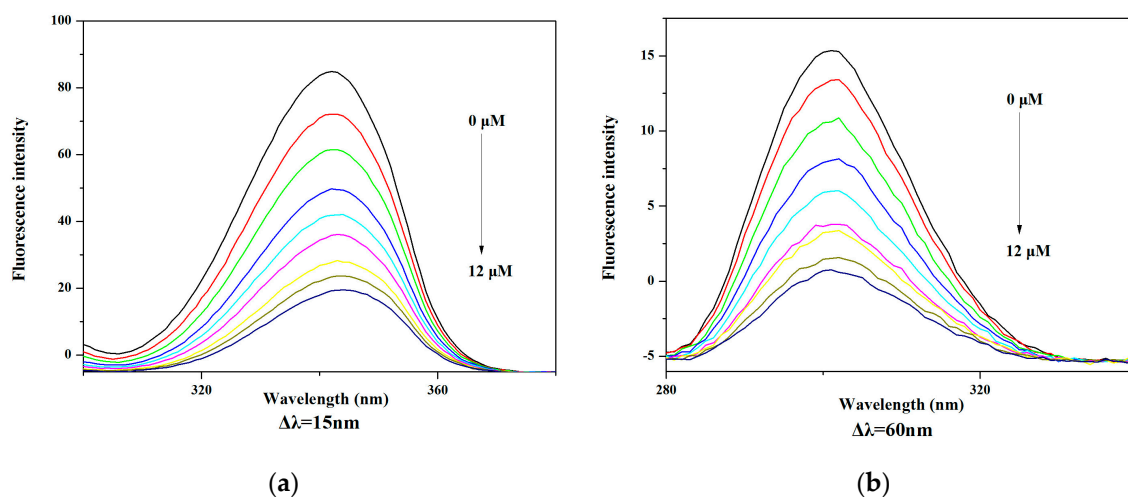 100
80
60
40
20
0
Fluorescence intensity
0 µM
12 µM
320
360
Wavelength (nm)
Δλ=15nm
(a)
15
10
5
0
-5
Fluorescence intensity
0 µM
12 µM
280
320
Wavelength (nm)
Δλ=60nm
(b)